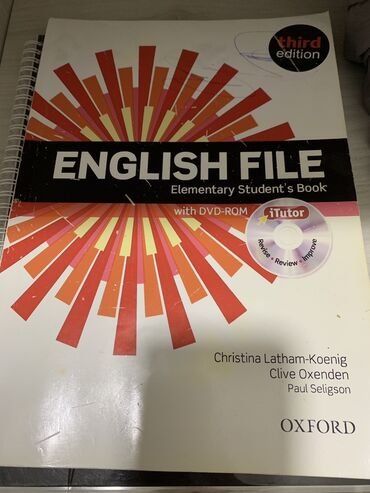 third
edition
ENGLISH FILE
Elementary Student's Book
with DVD-ROM
iTutor
Revise • Review • Improve
Christina Latham-Koenig
Clive Oxenden
Paul Seligson
OXFORD